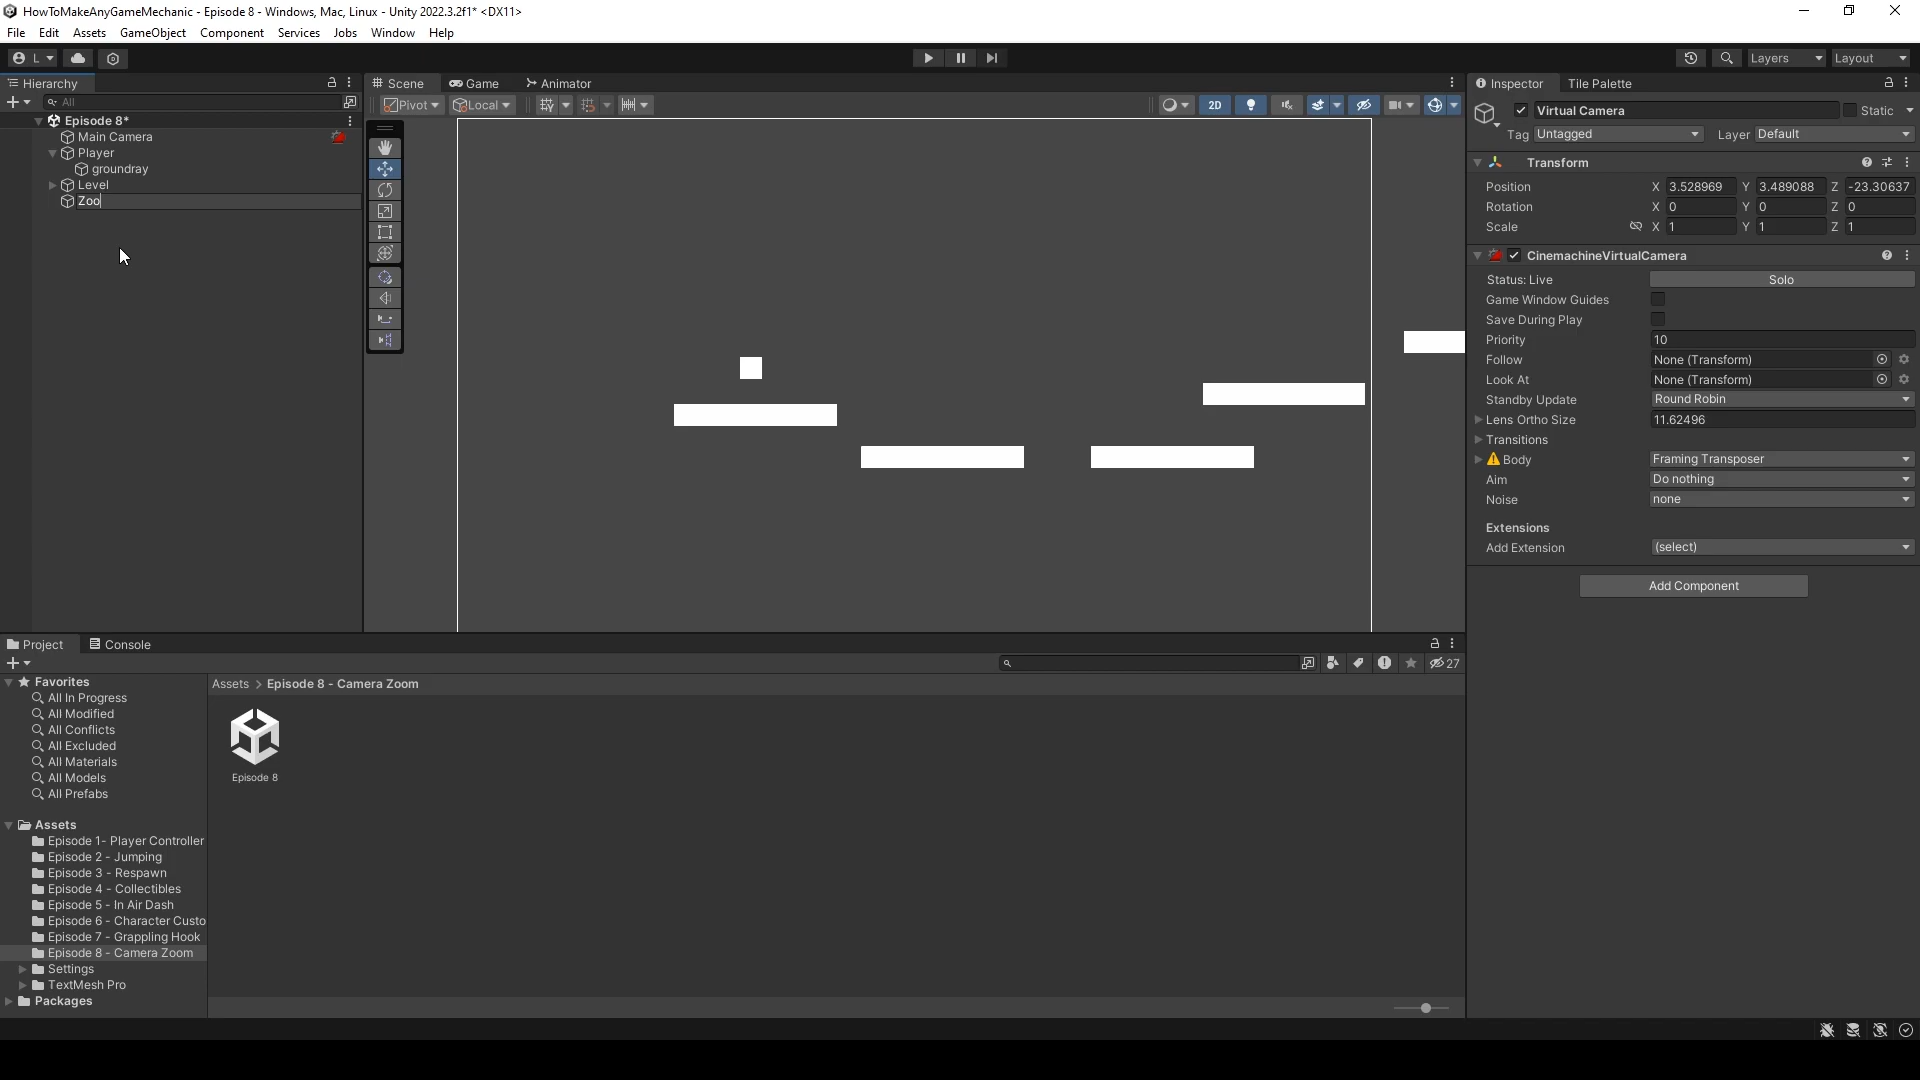 HowToMakeAnyGameMechanic - Episode 8 - Windows, Mac, Linux - Unity 2022.3.2f1* <DX11>
File Edit Assets GameObject Component Services Jobs Window Help
L Layers Layout
Hierarchy Scene Game Animator Inspector Tile Palette
All Pivot Local 2D
Virtual Camera Static
Tag Untagged Layer Default
Episode 8*
Main Camera
Player
groundray
Level
Zoo
Transform
Position X 3.528969 Y 3.489088 Z -23.30637
Rotation X 0 Y 0 Z 0
Scale X 1 Y 1 Z 1
CinemachineVirtualCamera
Status: Live Solo
Game Window Guides
Save During Play
Priority 10
Follow None (Transform)
Look At None (Transform)
Standby Update Round Robin
Lens Ortho Size 11.62496
Transitions
Body Framing Transposer
Aim Do nothing
Noise none
Extensions
Add Extension (select)
Add Component
Project Console
27
Favorites
All In Progress
All Modified
All Conflicts
All Excluded
All Materials
All Models
All Prefabs
Assets
Episode 1- Player Controller
Episode 2 - Jumping
Episode 3 - Respawn
Episode 4 - Collectibles
Episode 5 - In Air Dash
Episode 6 - Character Custo
Episode 7 - Grappling Hook
Episode 8 - Camera Zoom
Settings
TextMesh Pro
Packages
Assets > Episode 8 - Camera Zoom
Episode 8